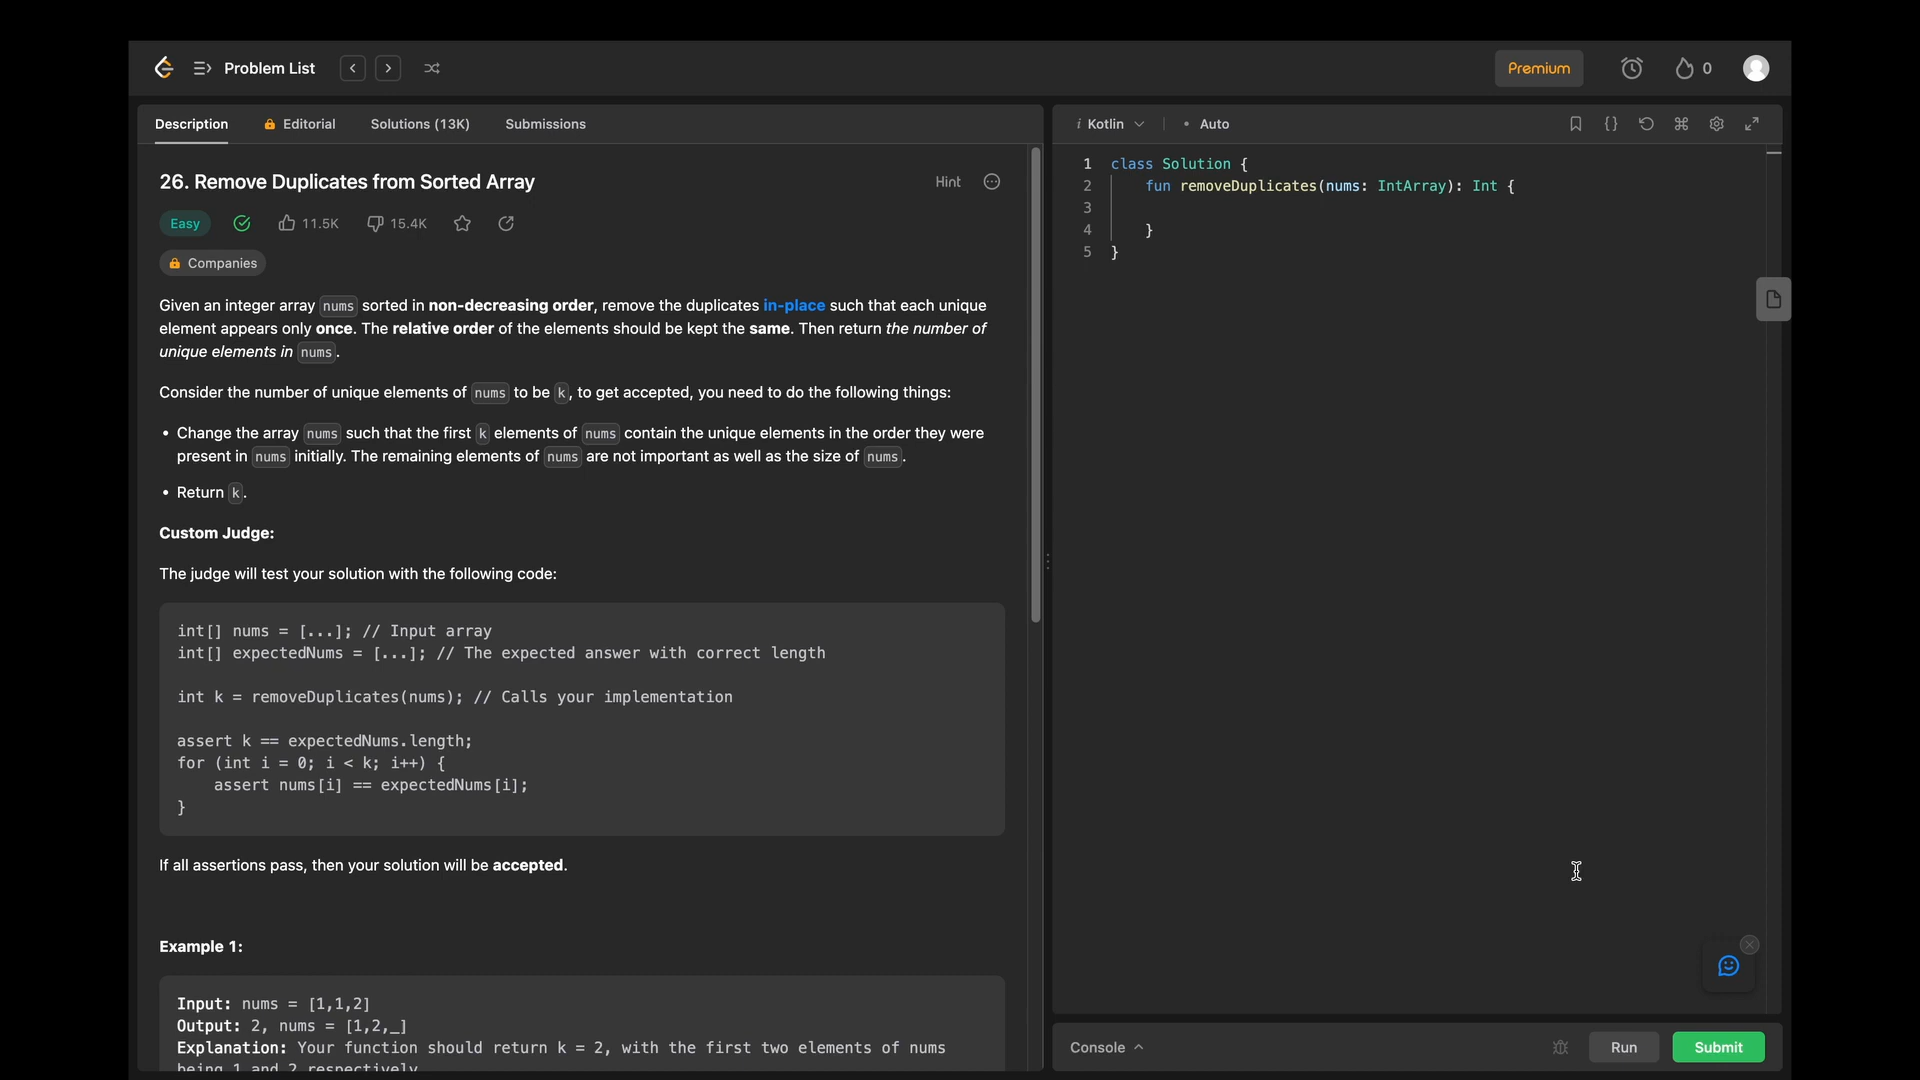 Problem List
Premium
0
Description
Editorial
Solutions (13K)
Submissions
26. Remove Duplicates from Sorted Array
Hint
Easy
11.5K
15.4K
Companies
Given an integer array nums sorted in non-decreasing order, remove the duplicates in-place such that each unique
element appears only once. The relative order of the elements should be kept the same. Then return the number of
unique elements in nums.
Consider the number of unique elements of nums to be k, to get accepted, you need to do the following things:
• Change the array nums such that the first k elements of nums contain the unique elements in the order they were
present in nums initially. The remaining elements of nums are not important as well as the size of nums.
• Return k.
Custom Judge:
The judge will test your solution with the following code:
int[] nums = [...]; // Input array
int[] expectedNums = [...]; // The expected answer with correct length
int k = removeDuplicates(nums); // Calls your implementation
assert k == expectedNums.length;
for (int i = 0; i < k; i++) {
    assert nums[i] == expectedNums[i];
}
If all assertions pass, then your solution will be accepted.
Example 1:
Input: nums = [1,1,2]
Output: 2, nums = [1,2,_]
Explanation: Your function should return k = 2, with the first two elements of nums
being 1 and 2 respectively
i Kotlin
• Auto
1 class Solution {
2     fun removeDuplicates(nums: IntArray): Int {
3
4     }
5 }
Console
Run
Submit